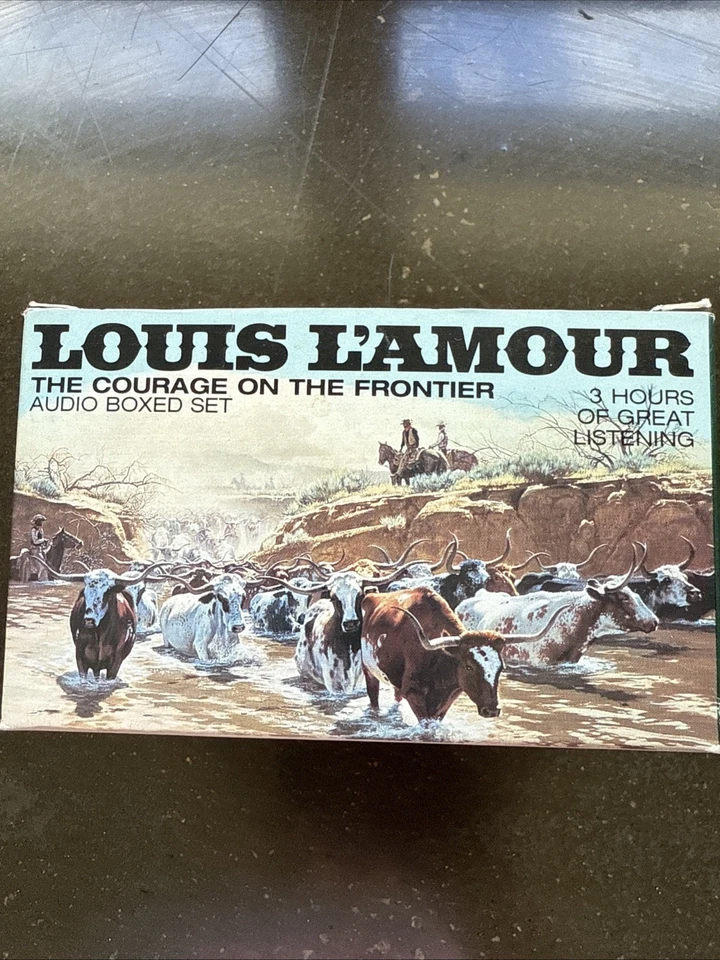 LOUIS L'AMOUR
THE COURAGE ON THE FRONTIER
AUDIO BOXED SET
3 HOURS
OF GREAT
LISTENING